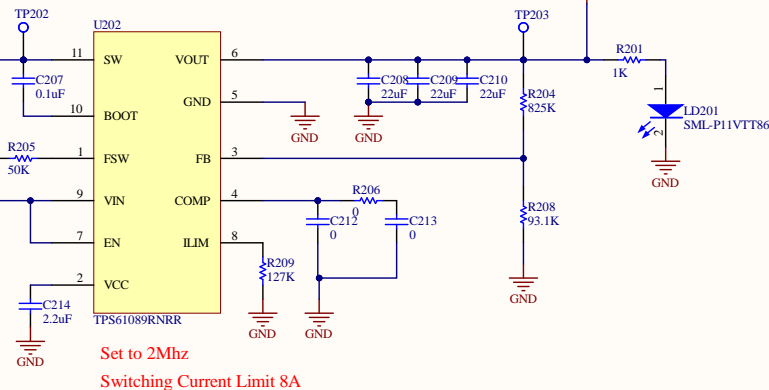 TP202
TP203
U202
11 SW
VOUT 6
R201
1K
C207
0.1uF
C208
22uF
C209
22uF
C210
22uF
R204
825K
1
LD201
SML-P11VTT86
2
GND 5
10 BOOT
GND
GND
GND
R205
50K
1 FSW
FB 3
9 VIN
COMP 4
R206
0
C212
0
C213
0
R208
93.1K
7 EN
ILIM 8
R209
127K
2 VCC
C214
2.2uF
GND
TPS61089RNRR
GND
GND
GND
Set to 2Mhz
Switching Current Limit 8A